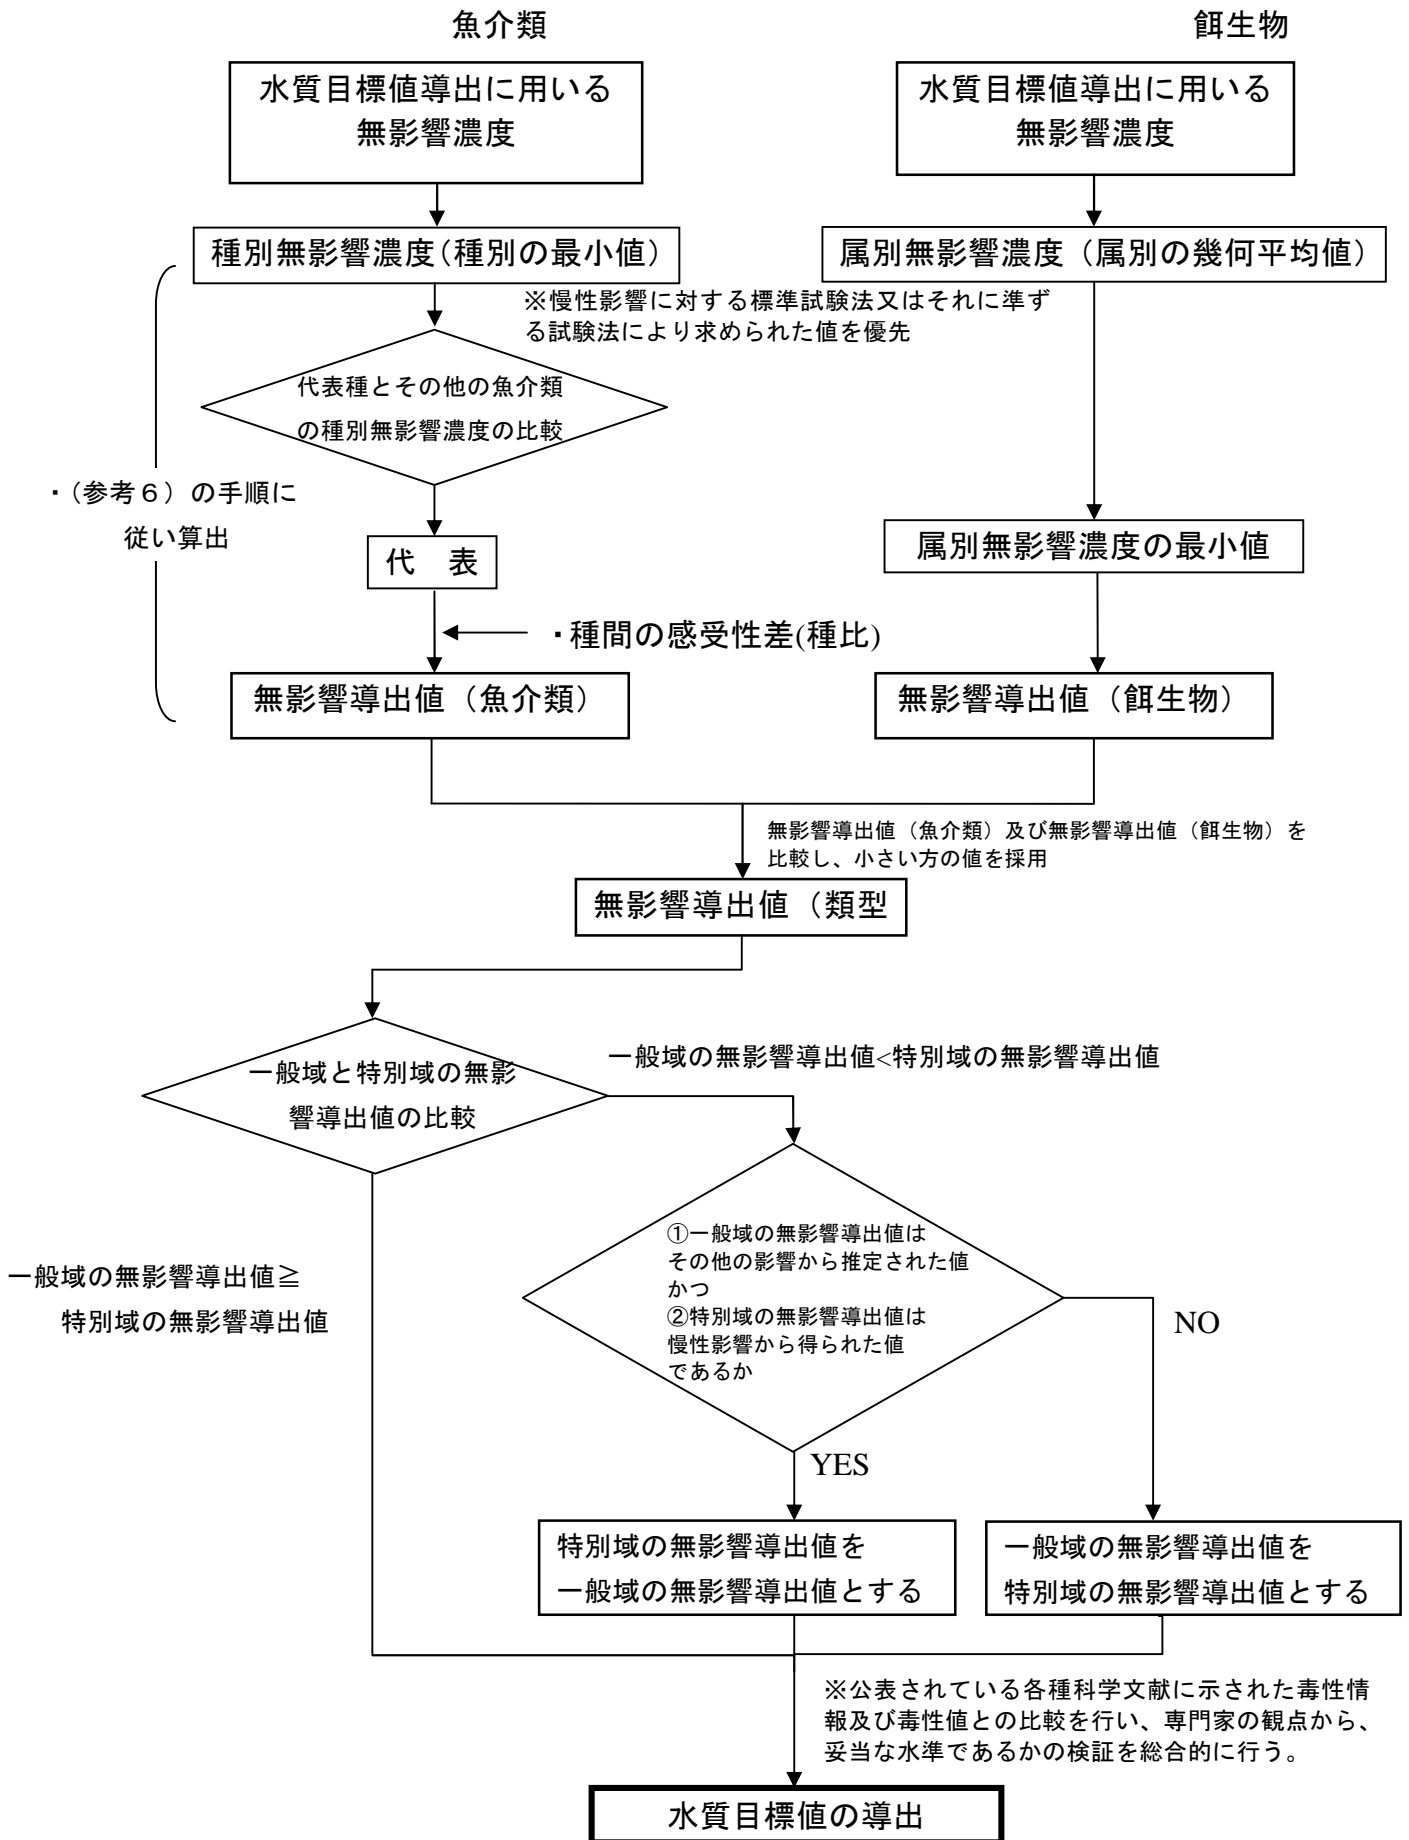 魚介類
餌生物
水質目標値導出に用いる
無影響濃度
水質目標値導出に用いる
無影響濃度
種別無影響濃度(種別の最小値)
属別無影響濃度（属別の幾何平均値）
※慢性影響に対する標準試験法又はそれに準ず
る試験法により求められた値を優先
代表種とその他の魚介類
の種別無影響濃度の比較
・（参考６）の手順に
従い算出
代　表
属別無影響濃度の最小値
・種間の感受性差(種比)
無影響導出値（魚介類）
無影響導出値（餌生物）
無影響導出値（魚介類）及び無影響導出値（餌生物）を
比較し、小さい方の値を採用
無影響導出値（類型
一般域と特別域の無影
響導出値の比較
一般域の無影響導出値<特別域の無影響導出値
①一般域の無影響導出値は
その他の影響から推定された値
かつ
②特別域の無影響導出値は
慢性影響から得られた値
であるか
一般域の無影響導出値≧
特別域の無影響導出値
NO
YES
特別域の無影響導出値を
一般域の無影響導出値とする
一般域の無影響導出値を
特別域の無影響導出値とする
※公表されている各種科学文献に示された毒性情
報及び毒性値との比較を行い、専門家の観点から、
妥当な水準であるかの検証を総合的に行う。
水質目標値の導出